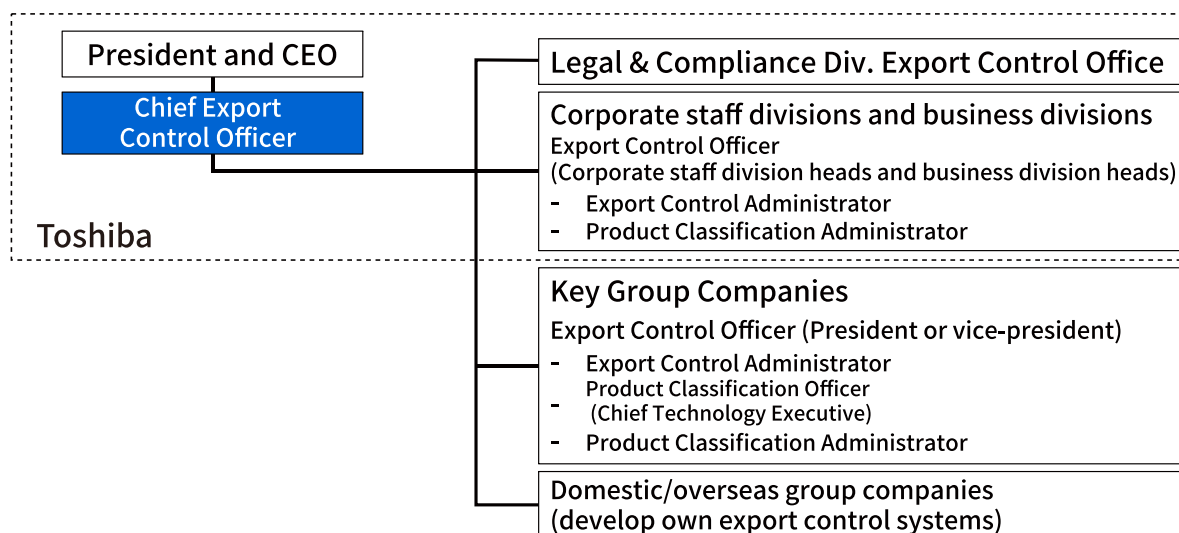 President and CEO
Chief Export
Control Officer
Toshiba
Legal & Compliance Div. Export Control Office
Corporate staff divisions and business divisions
Export Control Officer
(Corporate staff division heads and business division heads)
- Export Control Administrator
- Product Classification Administrator
Key Group Companies
Export Control Officer (President or vice-president)
- Export Control Administrator
- Product Classification Officer
(Chief Technology Executive)
- Product Classification Administrator
Domestic/overseas group companies
(develop own export control systems)